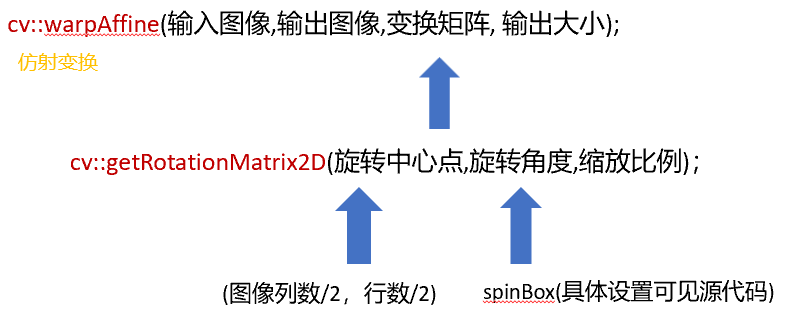 cv::warpAffine(输入图像,输出图像,变换矩阵, 输出大小);
仿射变换
cv::getRotationMatrix2D(旋转中心点,旋转角度,缩放比例)；
(图像列数/2，行数/2)
spinBox(具体设置可见源代码)